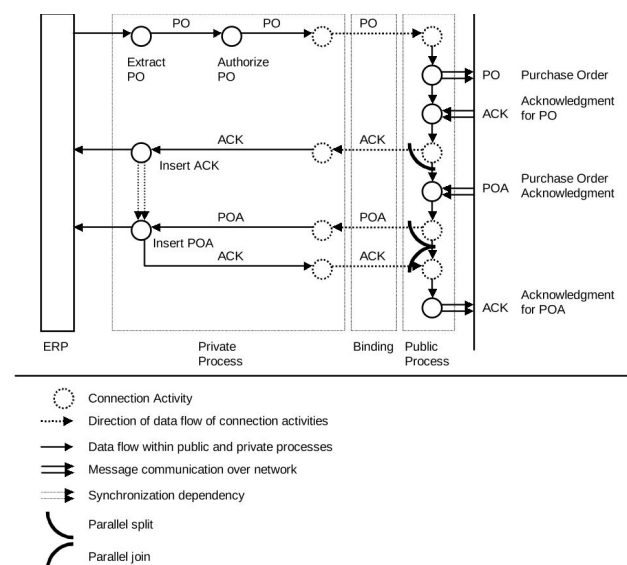 PO
PO
PO
Extract
PO
Authorize
PO
PO
Purchase Order
ACK
Acknowledgment
for PO
ACK
ACK
Insert ACK
POA
Purchase Order
Acknowledgment
POA
POA
Insert POA
ACK
ACK
ACK
Acknowledgment
for POA
ERP
Private
Process
Binding
Public
Process
Connection Activity
Direction of data flow of connection activities
Data flow within public and private processes
Message communication over network
Synchronization dependency
Parallel split
Parallel join